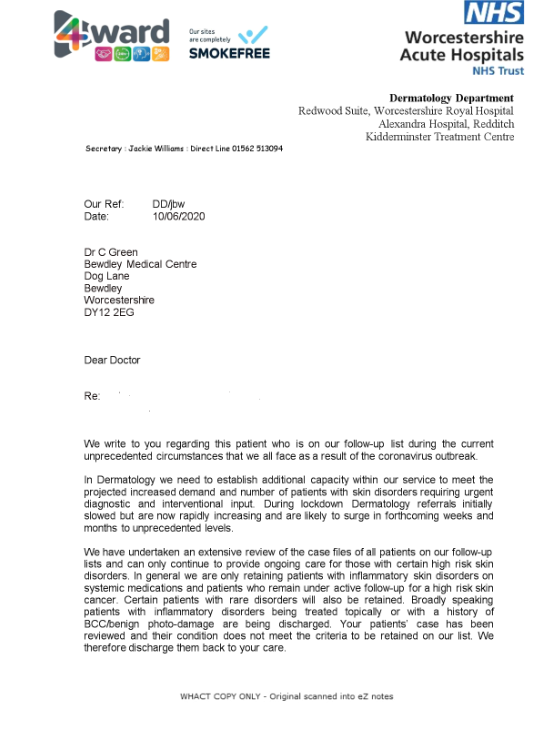 4ward
Our sites
are completely
SMOKEFREE
NHS
Worcestershire
Acute Hospitals
NHS Trust
Dermatology Department
Redwood Suite, Worcestershire Royal Hospital
Alexandra Hospital, Redditch
Kidderminster Treatment Centre
Secretary : Jackie Williams : Direct Line 01562 513094
Our Ref: DD/jbw
Date: 10/06/2020
Dr C Green
Bewdley Medical Centre
Dog Lane
Bewdley
Worcestershire
DY12 2EG
Dear Doctor
Re:
We write to you regarding this patient who is on our follow-up list during the current
unprecedented circumstances that we all face as a result of the coronavirus outbreak.
In Dermatology we need to establish additional capacity within our service to meet the
projected increased demand and number of patients with skin disorders requiring urgent
diagnostic and interventional input. During lockdown Dermatology referrals initially
slowed but are now rapidly increasing and are likely to surge in forthcoming weeks and
months to unprecedented levels.
We have undertaken an extensive review of the case files of all patients on our follow-up
lists and can only continue to provide ongoing care for those with certain high risk skin
disorders. In general we are only retaining patients with inflammatory skin disorders on
systemic medications and patients who remain under active follow-up for a high risk skin
cancer. Certain patients with rare disorders will also be retained. Broadly speaking
patients with inflammatory disorders being treated topically or with a history of
BCC/benign photo-damage are being discharged. Your patients' case has been
reviewed and their condition does not meet the criteria to be retained on our list. We
therefore discharge them back to your care.
WHACT COPY ONLY - Original scanned into eZ notes